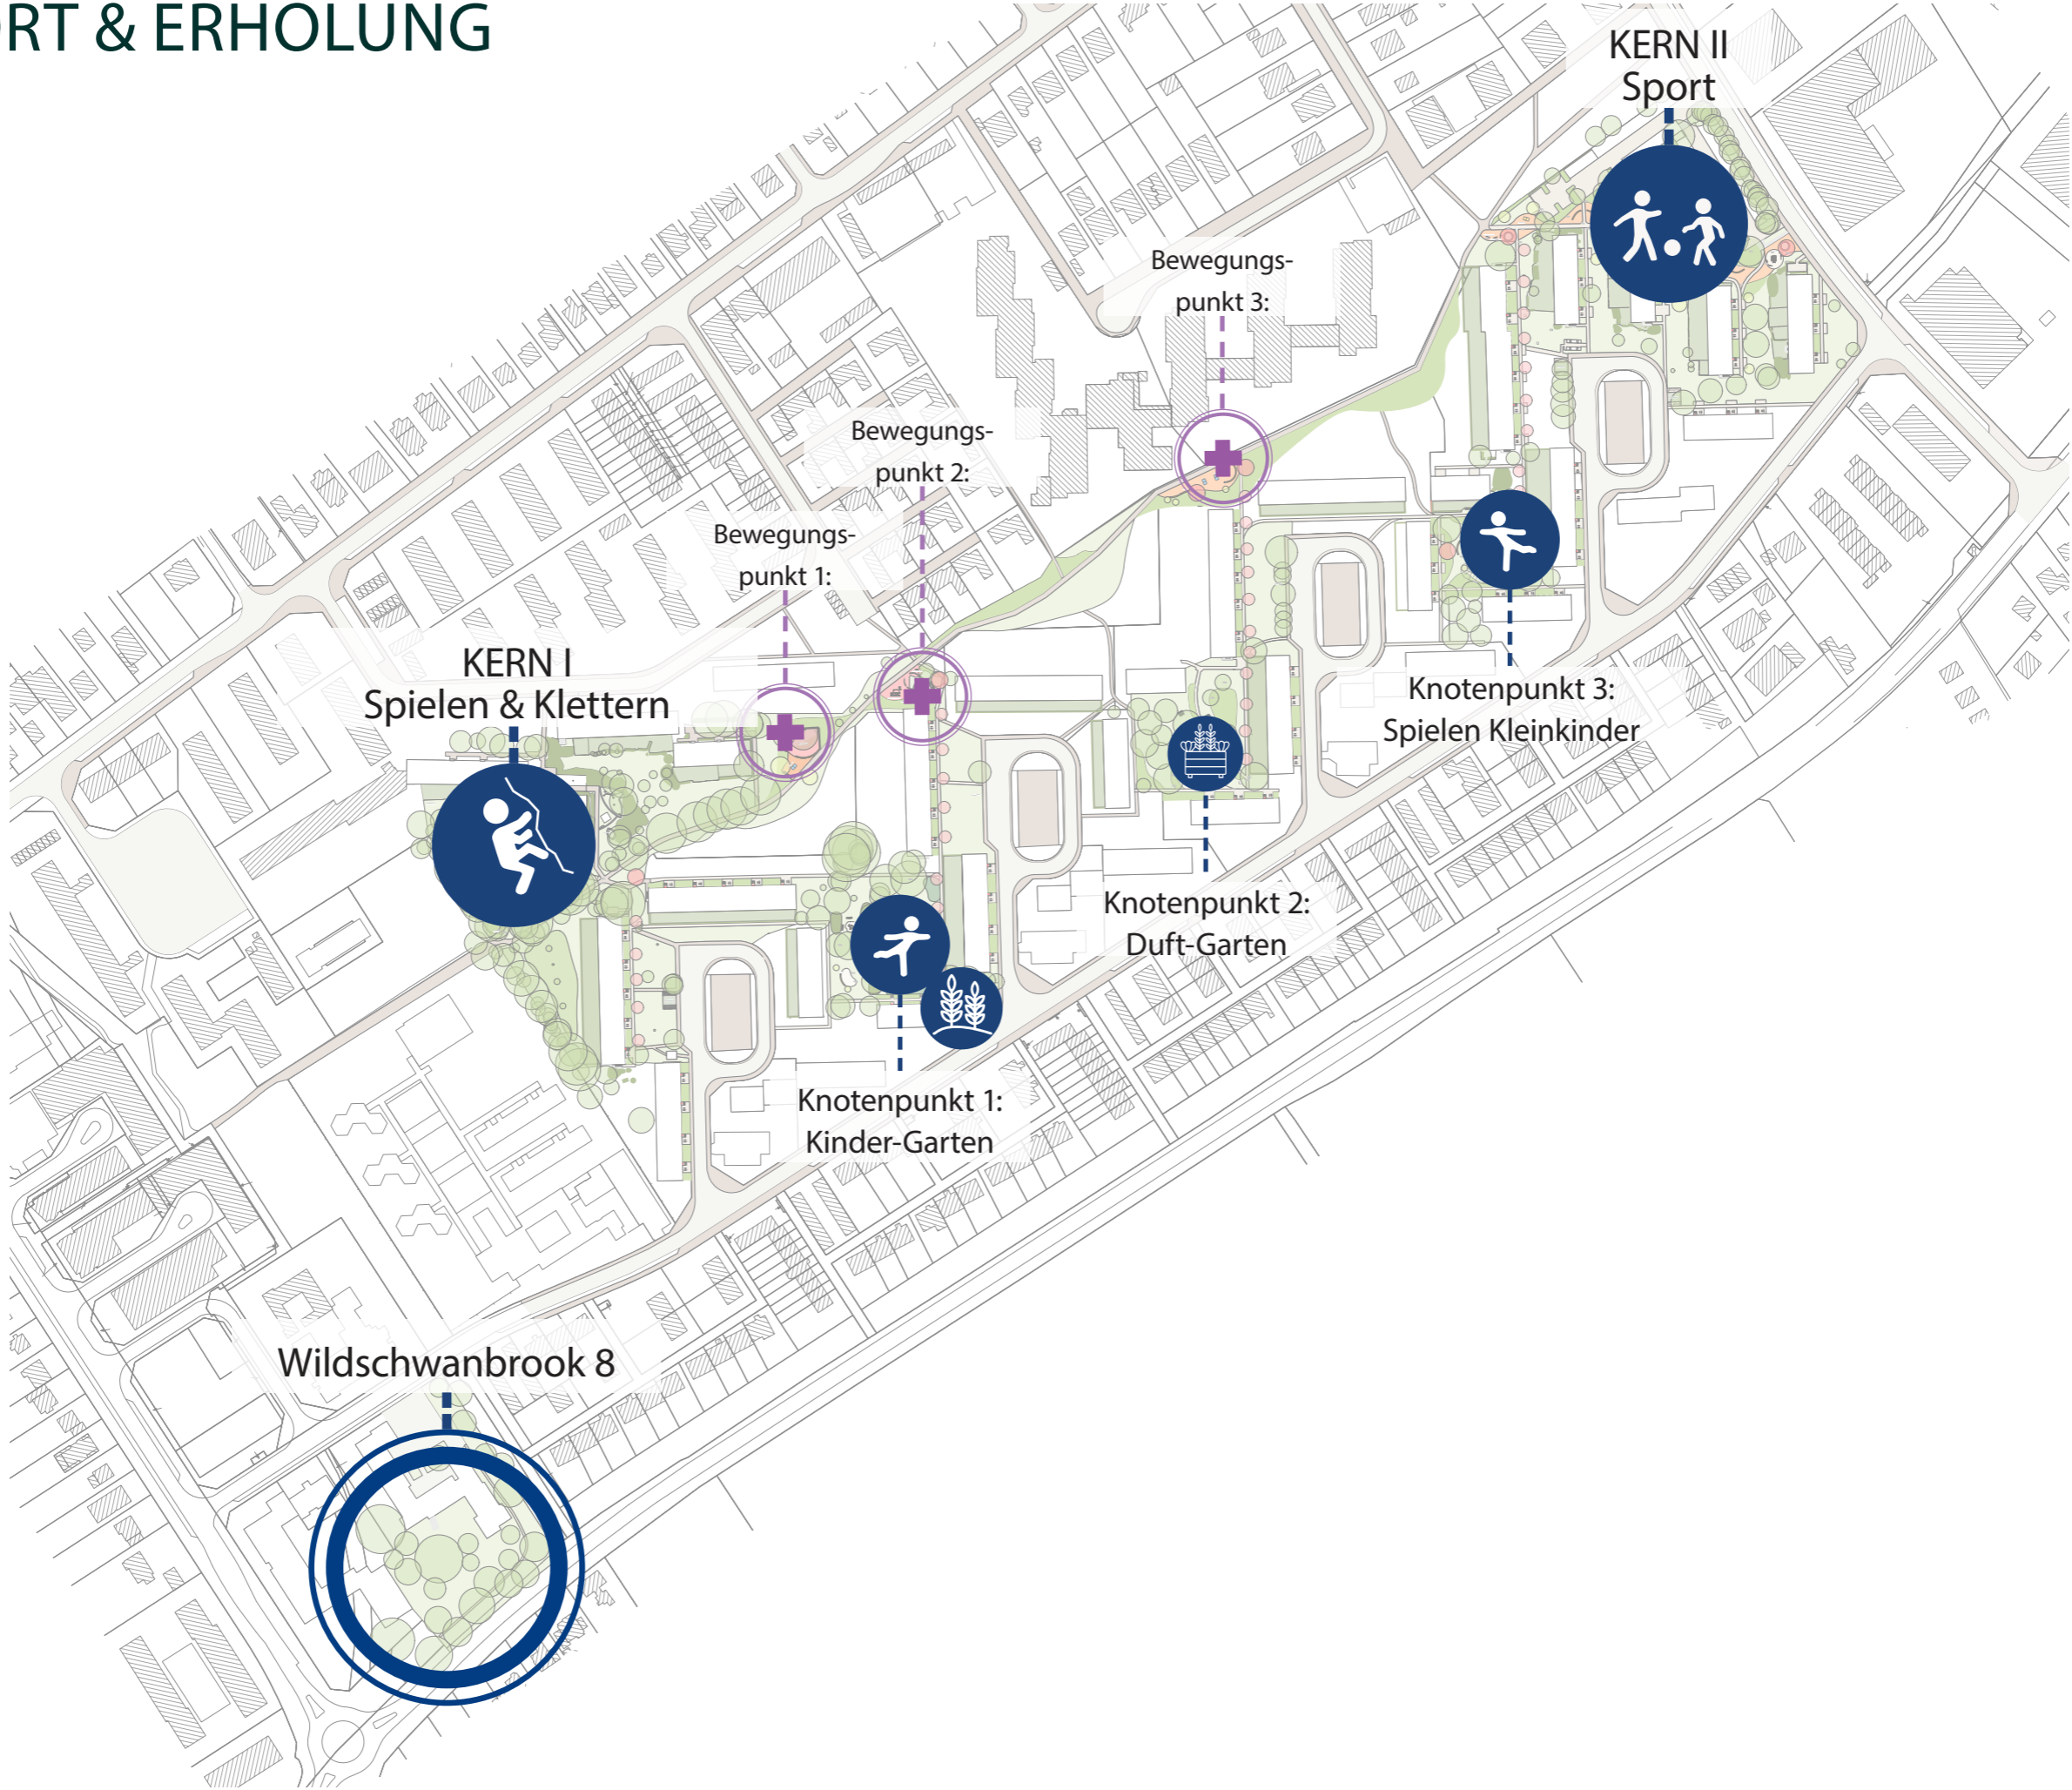 RT & ERHOLUNG
KERN II
Sport
Bewegungs-
punkt 3:
Bewegungs-
punkt 2:
Bewegungs-
punkt 1:
KERN I
Spielen & Klettern
Knotenpunkt 3:
Spielen Kleinkinder
Knotenpunkt 2:
Duft-Garten
Knotenpunkt 1:
Kinder-Garten
Wildschwanbrook 8